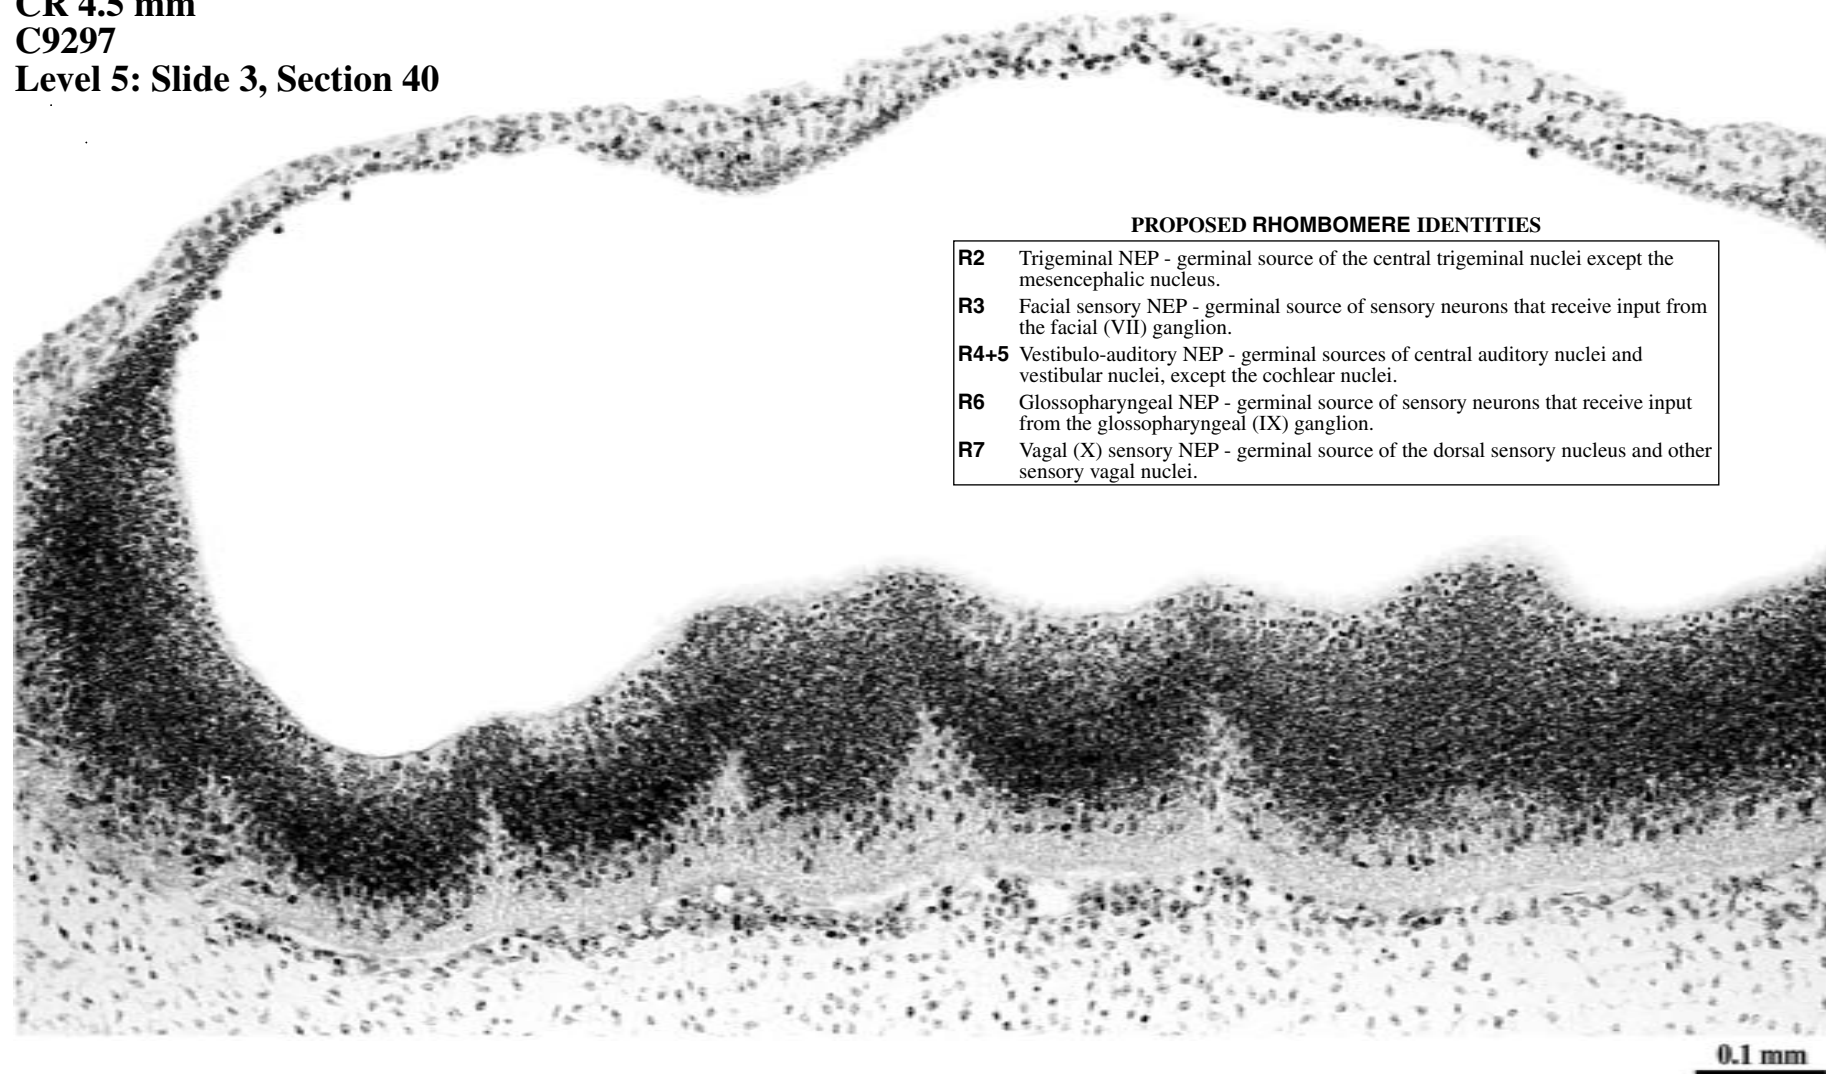 CR 4.5 mm
C9297
Level 5: Slide 3, Section 40
PROPOSED RHOMBOMERE IDENTITIES
R2 Trigeminal NEP - germinal source of the central trigeminal nuclei except the
mesencephalic nucleus.
R3 Facial sensory NEP - germinal source of sensory neurons that receive input from
the facial (VII) ganglion.
R4+5 Vestibulo-auditory NEP - germinal sources of central auditory nuclei and
vestibular nuclei, except the cochlear nuclei.
R6 Glossopharyngeal NEP - germinal source of sensory neurons that receive input
from the glossopharyngeal (IX) ganglion.
R7 Vagal (X) sensory NEP - germinal source of the dorsal sensory nucleus and other
sensory vagal nuclei.
0.1 mm